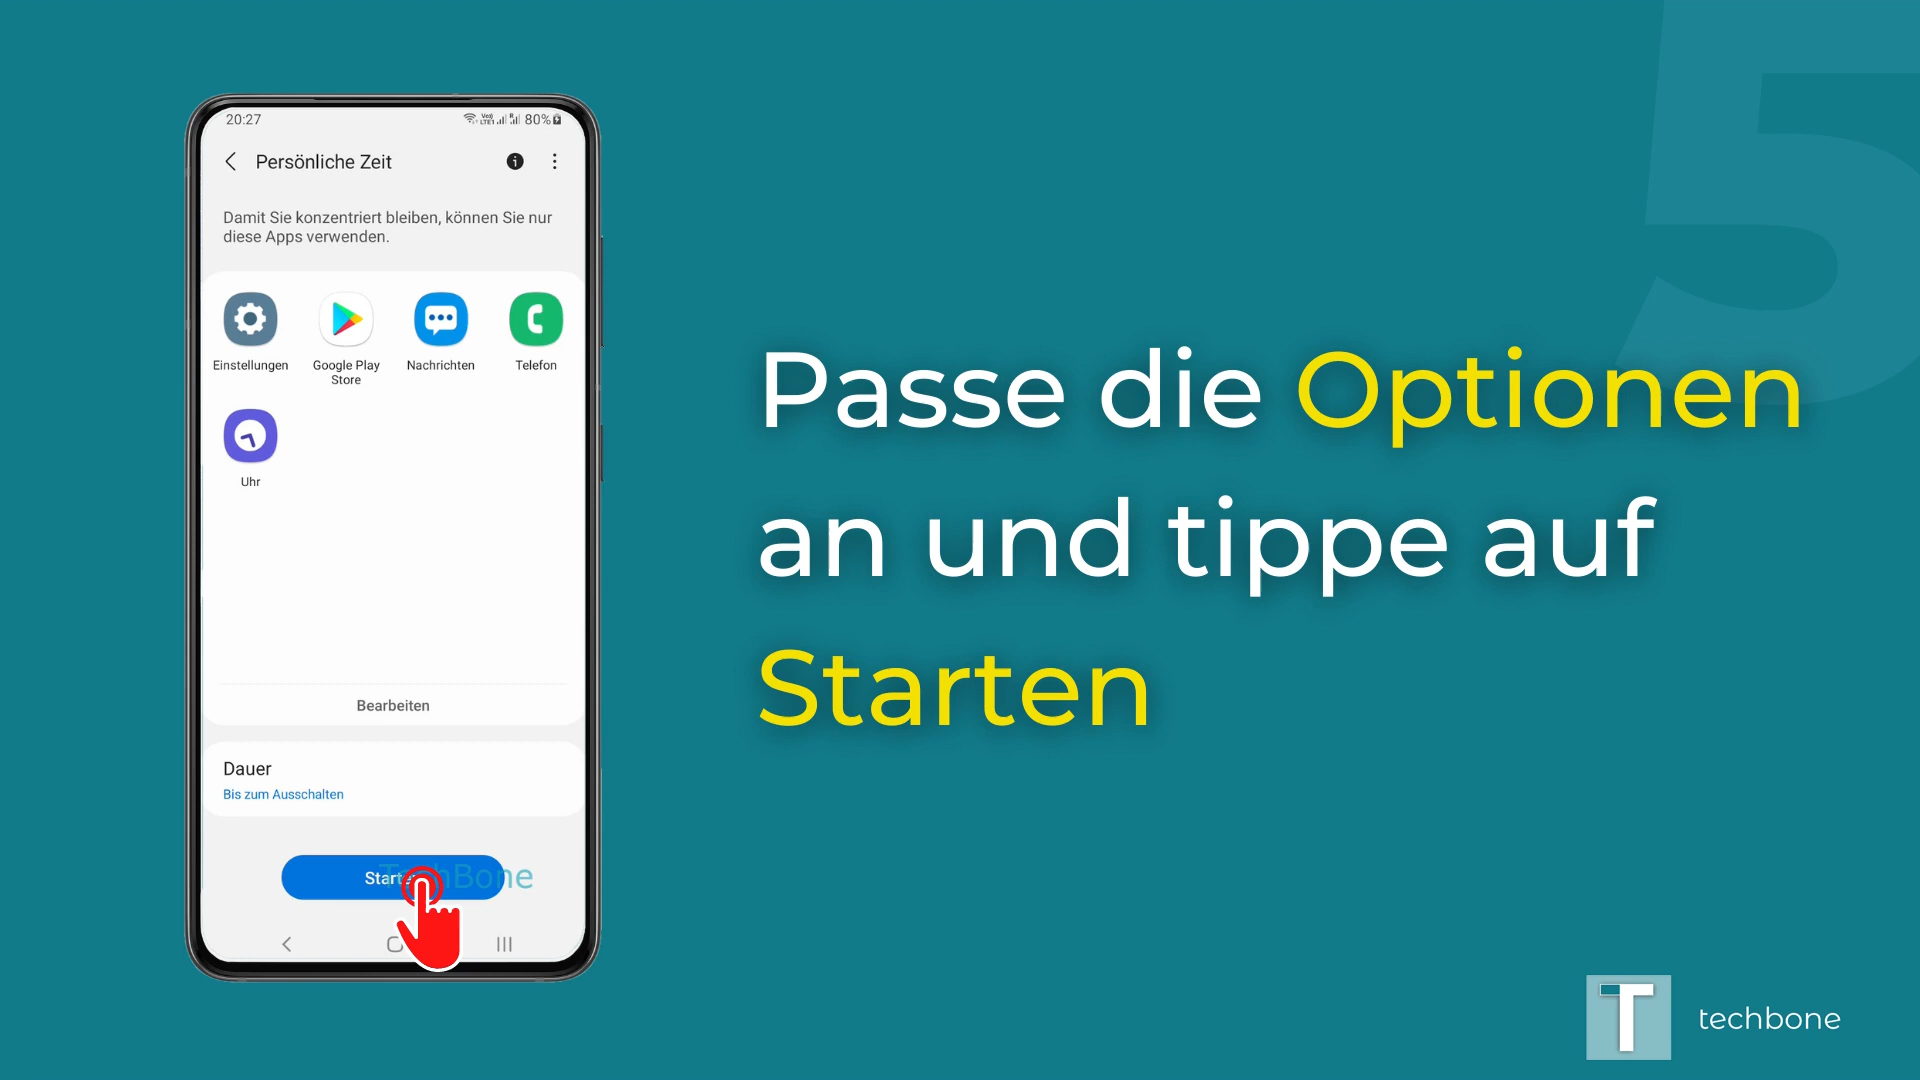 5
20:27
80%
Persönliche Zeit
Damit Sie konzentriert bleiben, können Sie nur
diese Apps verwenden.
Einstellungen
Google Play
Store
Nachrichten
Telefon
Uhr
Bearbeiten
Dauer
Bis zum Ausschalten
Passe die Optionen
an und tippe auf
Starten
T
techbone